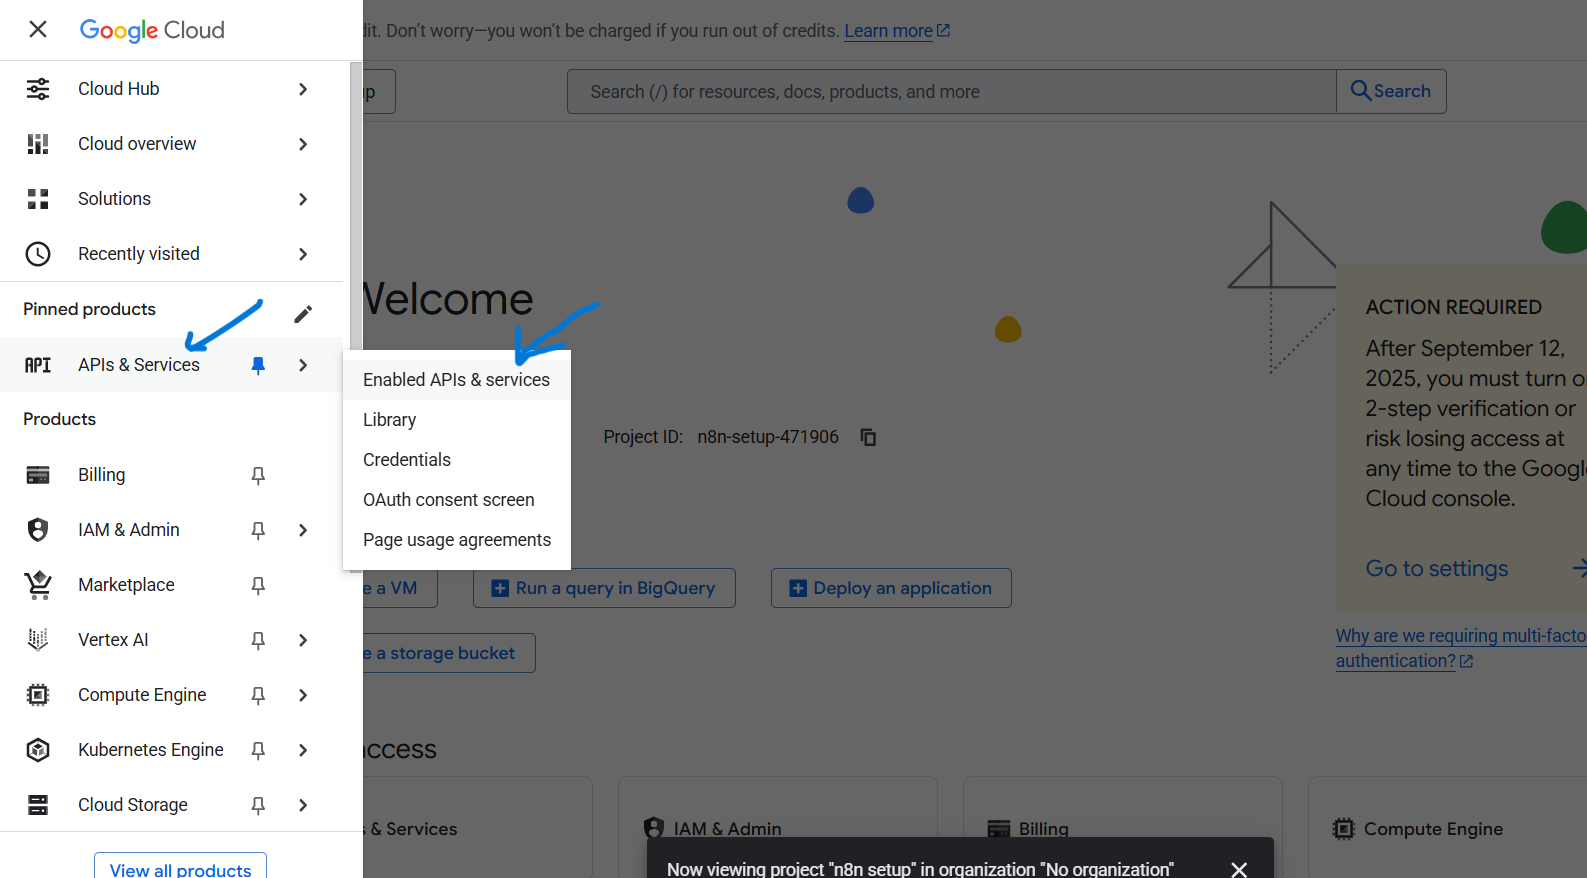 Google Cloud
dit. Don't worry—you won't be charged if you run out of credits. Learn more
Cloud Hub
Search (/) for resources, docs, products, and more
Search
Cloud overview
Solutions
Recently visited
Pinned products
API APIs & Services
Products
Billing
IAM & Admin
Marketplace
Vertex AI
Compute Engine
Kubernetes Engine
Cloud Storage
View all products
Enabled APIs & services
Library
Credentials
OAuth consent screen
Page usage agreements
Welcome
Project ID: n8n-setup-471906
e a VM
Run a query in BigQuery
Deploy an application
e a storage bucket
ACTION REQUIRED
After September 12,
2025, you must turn o
2-step verification or
risk losing access at
any time to the Googl
Cloud console.
Go to settings
Why are we requiring multi-facto
authentication?
access
s & Services
IAM & Admin
Billing
Compute Engine
Now viewing project "n8n setup" in organization "No organization"